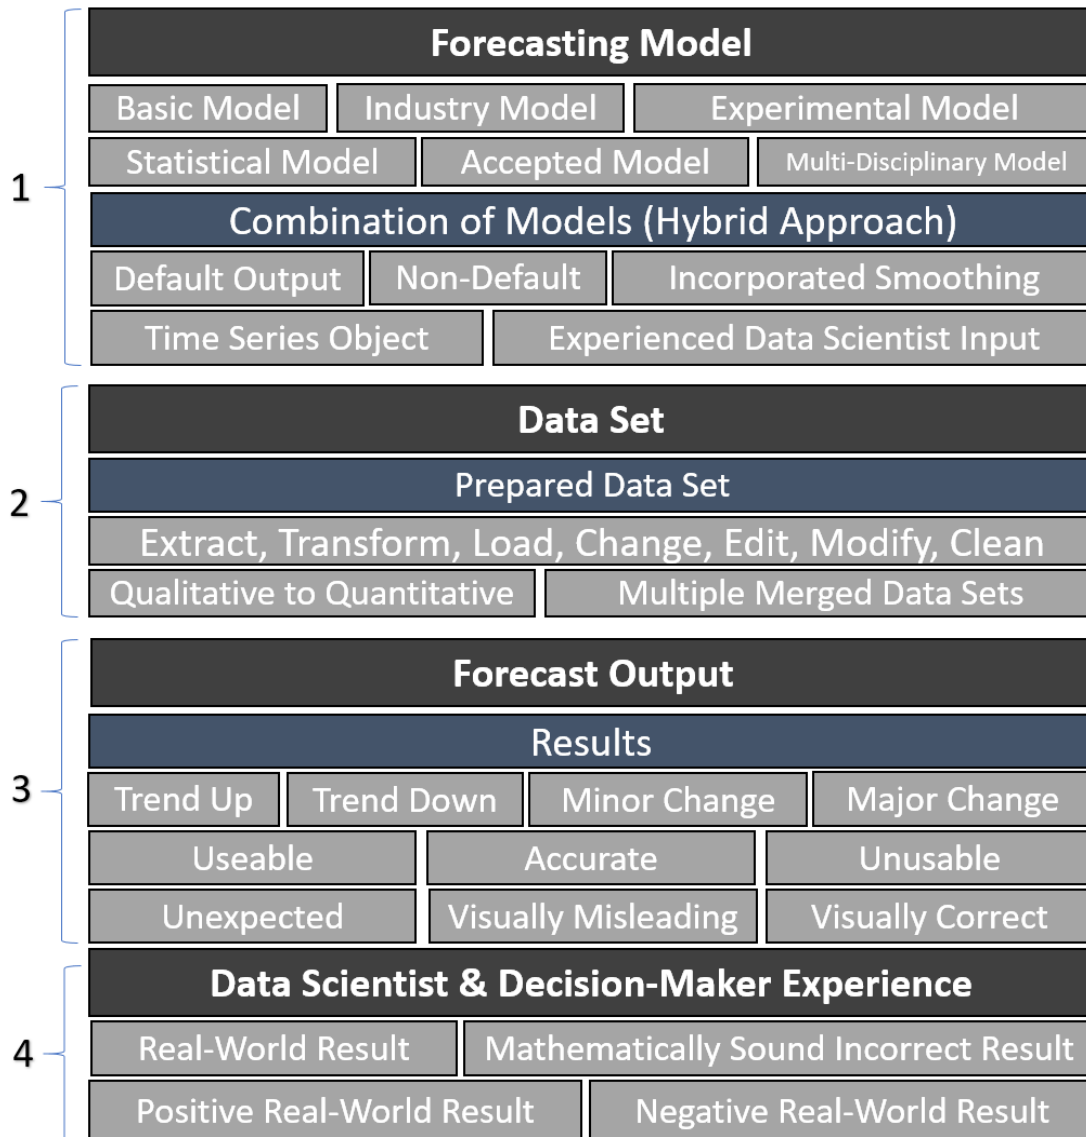 Forecasting Model
Basic Model
Industry Model
Experimental Model
Statistical Model
Accepted Model
Multi-Disciplinary Model
1
Combination of Models (Hybrid Approach)
Default Output
Non-Default
Incorporated Smoothing
Time Series Object
Experienced Data Scientist Input
Data Set
2
Prepared Data Set
Extract, Transform, Load, Change, Edit, Modify, Clean
Qualitative to Quantitative
Multiple Merged Data Sets
Forecast Output
Results
3
Trend Up
Trend Down
Minor Change
Major Change
Useable
Accurate
Unusable
Unexpected
Visually Misleading
Visually Correct
Data Scientist & Decision-Maker Experience
4
Real-World Result
Mathematically Sound Incorrect Result
Positive Real-World Result
Negative Real-World Result